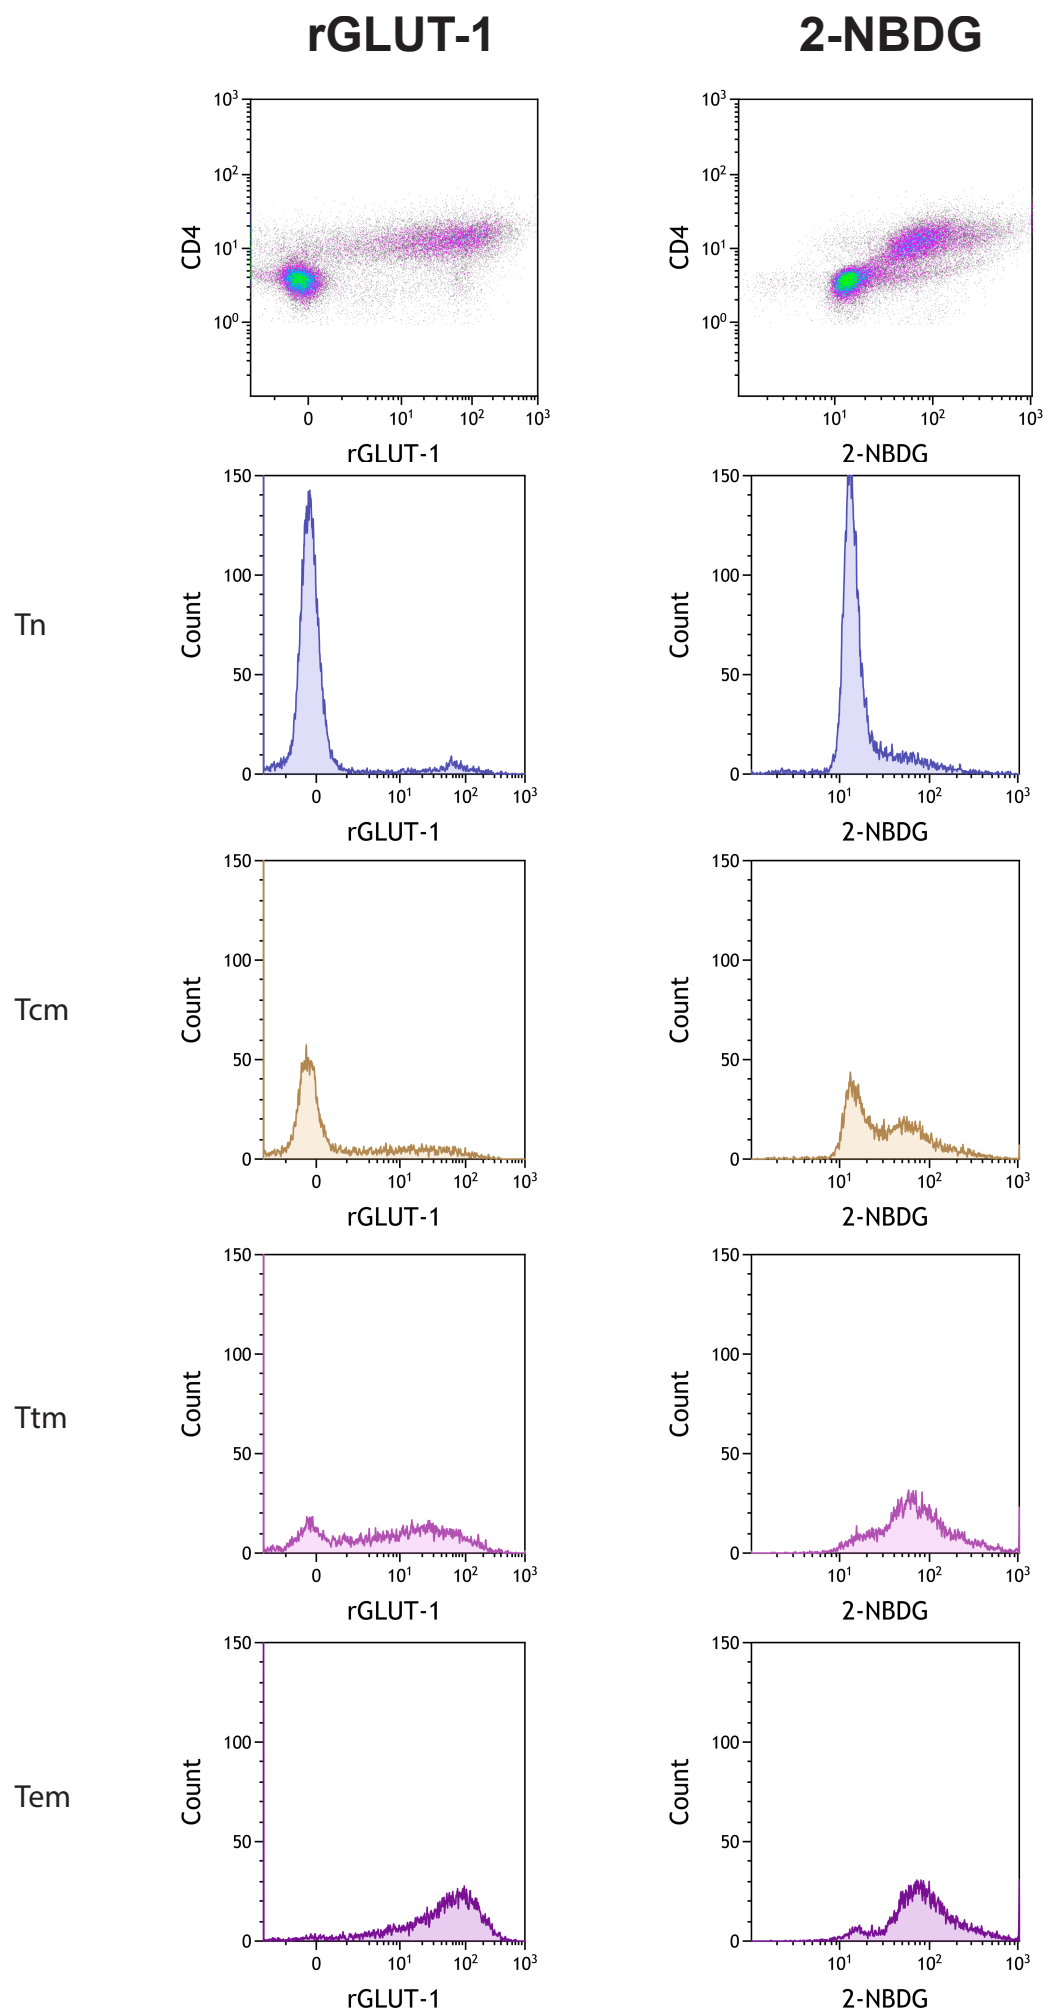 rGLUT-1 2-NBDG
10³ 10³
10² 10²
CD4 CD4
10¹ 10¹
10⁰ 10⁰
0 10¹ 10² 10³ 10¹ 10² 10³
rGLUT-1 2-NBDG
150 150
100 100
Tn Count Count
50 50
0 0
0 10¹ 10² 10³ 10¹ 10² 10³
rGLUT-1 2-NBDG
150 150
100 100
Tcm Count Count
50 50
0 0
0 10¹ 10² 10³ 10¹ 10² 10³
rGLUT-1 2-NBDG
150 150
100 100
Ttm Count Count
50 50
0 0
0 10¹ 10² 10³ 10¹ 10² 10³
rGLUT-1 2-NBDG
150 150
100 100
Tem Count Count
50 50
0 0
0 10¹ 10² 10³ 10¹ 10² 10³
rGLUT-1 2-NBDG